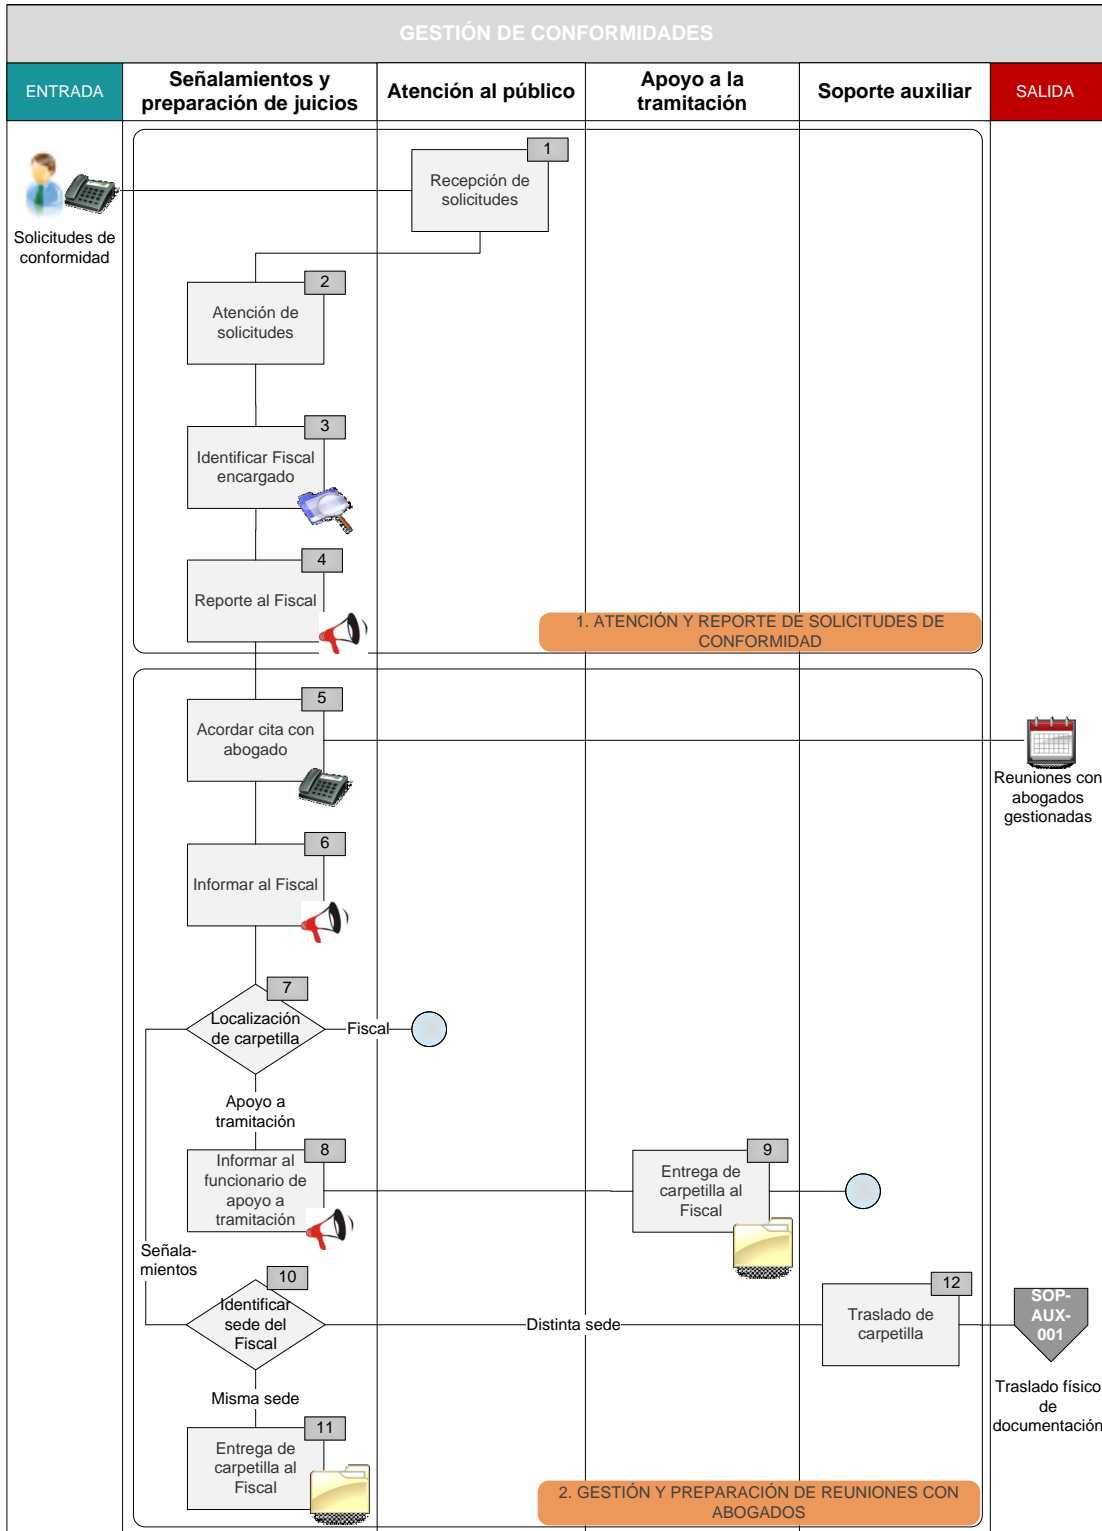 GESTIÓN DE CONFORMIDADES
ENTRADA
Señalamientos y
preparación de juicios
Atención al público
Apoyo a la
tramitación
Soporte auxiliar
SALIDA
1
Recepción de
solicitudes
Solicitudes de
conformidad
2
Atención de
solicitudes
3
Identificar Fiscal
encargado
4
Reporte al Fiscal
1. ATENCIÓN Y REPORTE DE SOLICITUDES DE
CONFORMIDAD
5
Acordar cita con
abogado
Reuniones con
abogados
gestionadas
6
Informar al Fiscal
7
Localización
de carpetilla
Fiscal
Apoyo a
tramitación
8
Informar al
funcionario de
apoyo a
tramitación
9
Entrega de
carpetilla al
Fiscal
Señala-
mientos
10
Identificar
sede del
Fiscal
Distinta sede
12
Traslado de
carpetilla
SOP-
AUX-
001
Traslado físico
de
documentación
Misma sede
11
Entrega de
carpetilla al
Fiscal
2. GESTIÓN Y PREPARACIÓN DE REUNIONES CON
ABOGADOS